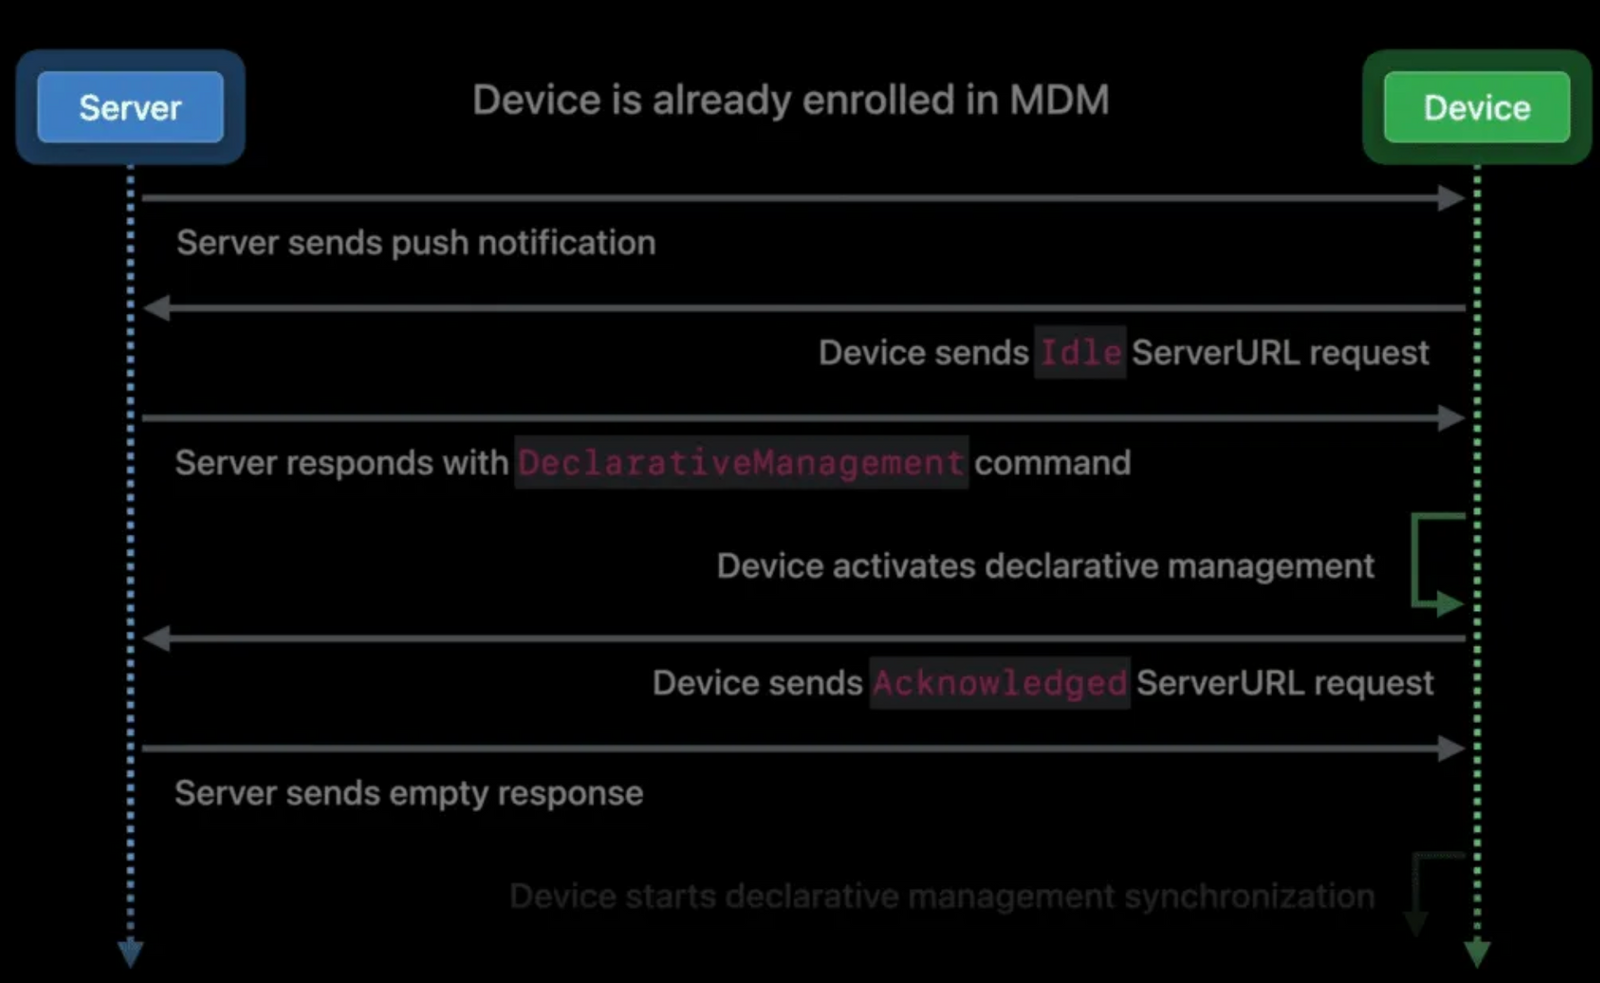 Server
Device is already enrolled in MDM
Device
Server sends push notification
Device sends Idle ServerURL request
Server responds with DeclarativeManagement command
Device activates declarative management
Device sends Acknowledged ServerURL request
Server sends empty response
Device starts declarative management synchronization